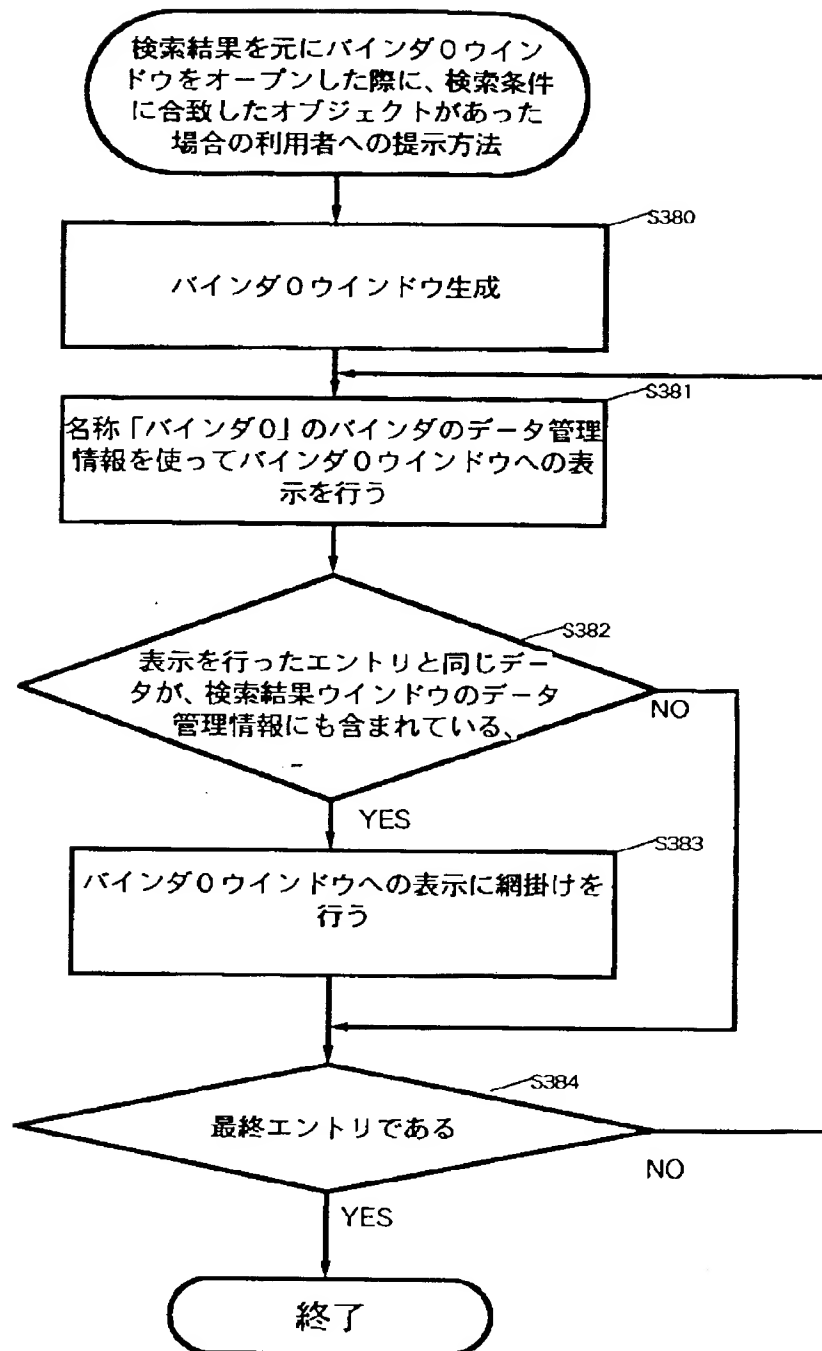 検索結果を元にバインダ0ウイン
ドウをオープンした際に、検索条件
に合致したオブジェクトがあった
場合の利用者への提示方法
S380
バインダ0ウインドウ生成
S381
名称「バインダ0」のバインダのデータ管理
情報を使ってバインダ0ウインドウへの表
示を行う
S382
表示を行ったエントリと同じデー
タが、検索結果ウインドウのデータ
管理情報にも含まれている、
NO
YES
S383
バインダ0ウインドウへの表示に網掛けを
行う
S384
最終エントリである
NO
YES
終了